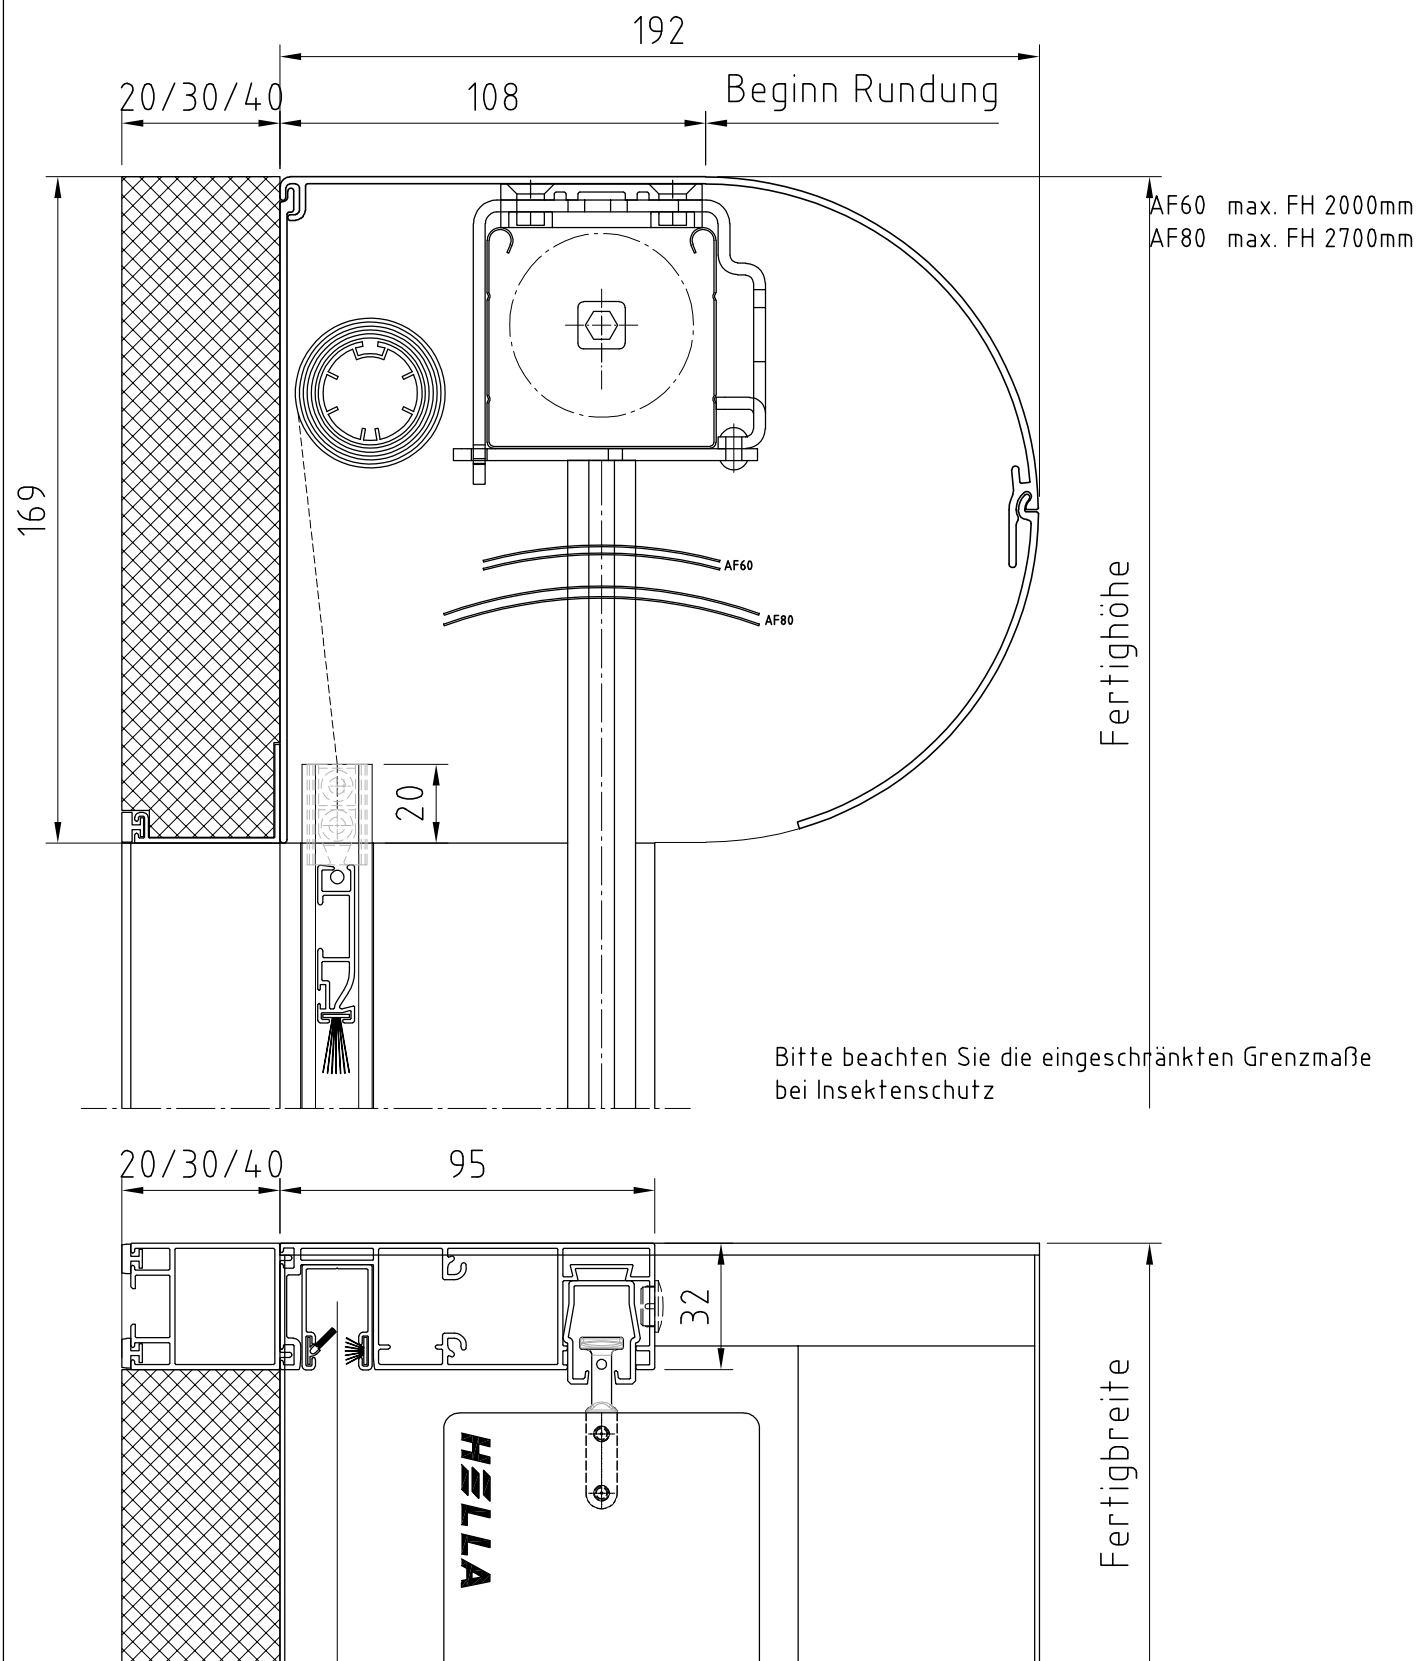 192
20/30/40
108
Beginn Rundung
AF60 max. FH 2000mm
AF80 max. FH 2700mm
169
AF60
AF80
Fertighöhe
20
Bitte beachten Sie die eingeschränkten Grenzmaße
bei Insektenschutz
20/30/40
95
32
Fertigbreite
HELLA